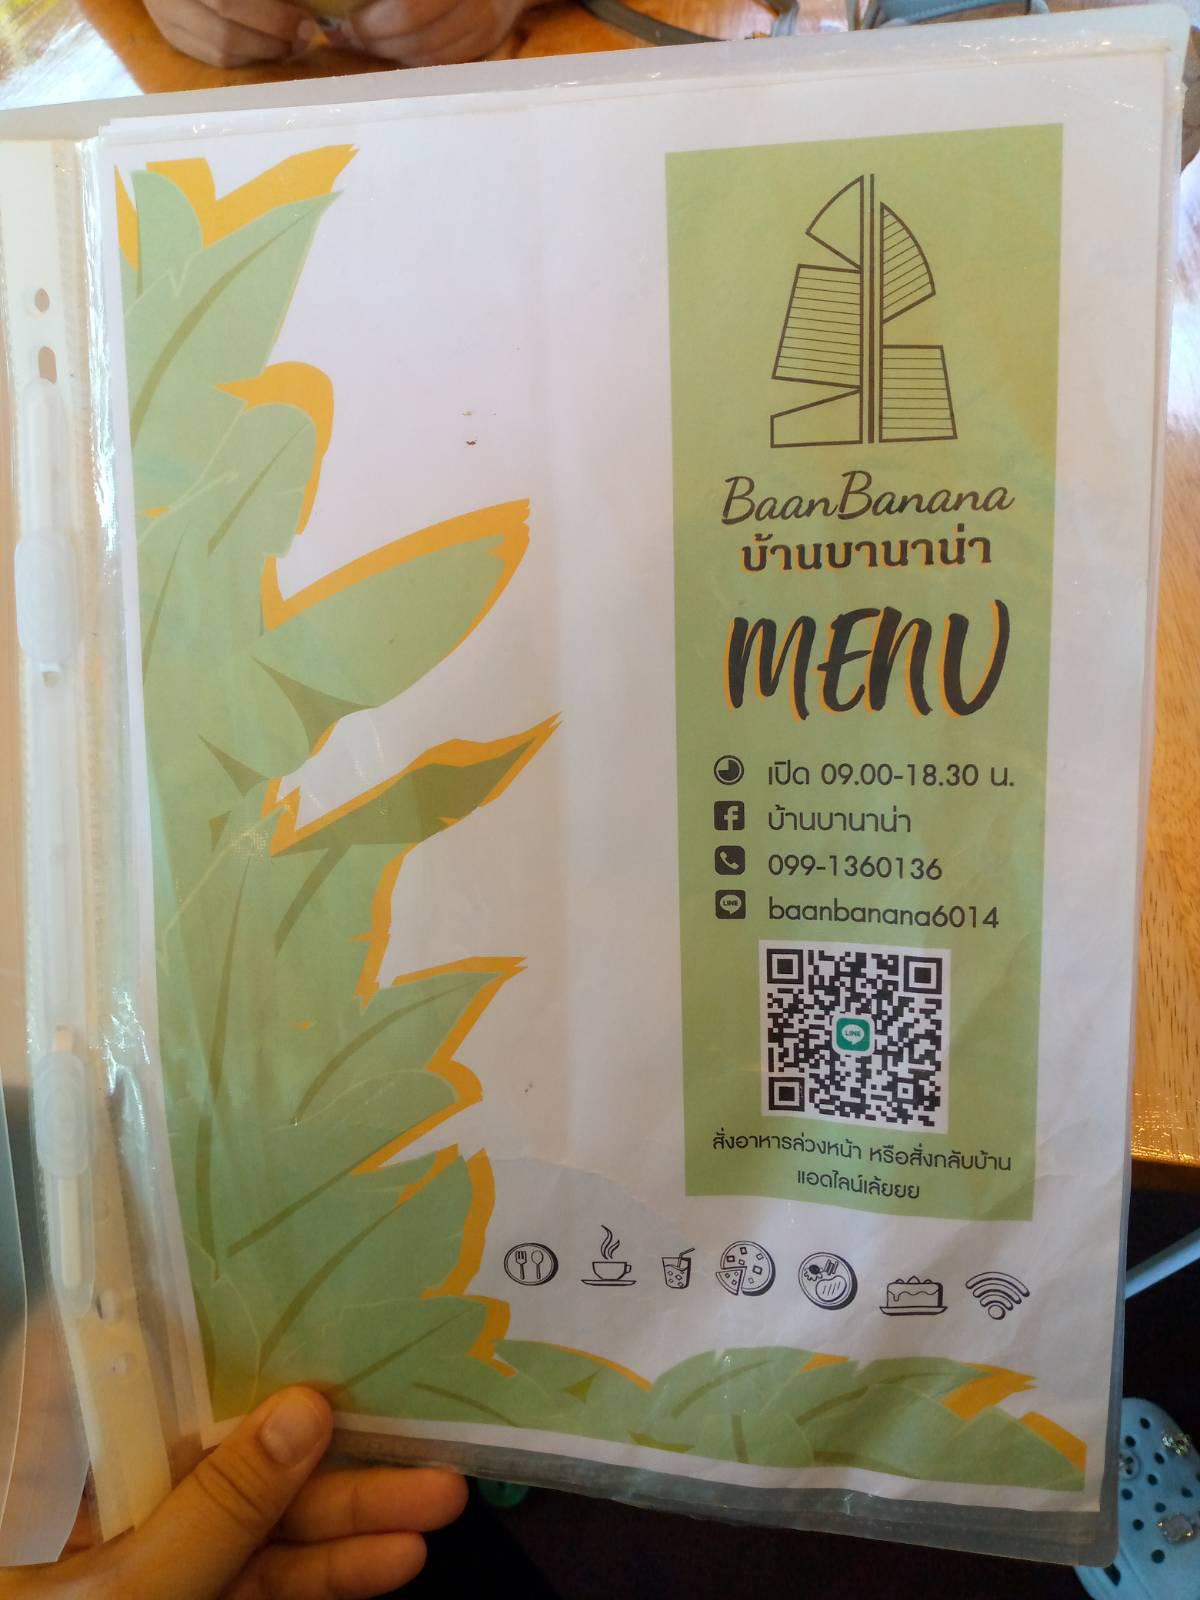 BaanBanana
บ้านบานาน่า
MENU
เปิด 09.00-18.30 น.
บ้านบานาน่า
099-1360136
LINE baanbanana6014
LINE
สั่งอาหารล่วงหน้า หรือสั่งกลับบ้าน
แอดไลน์เล้ยยย